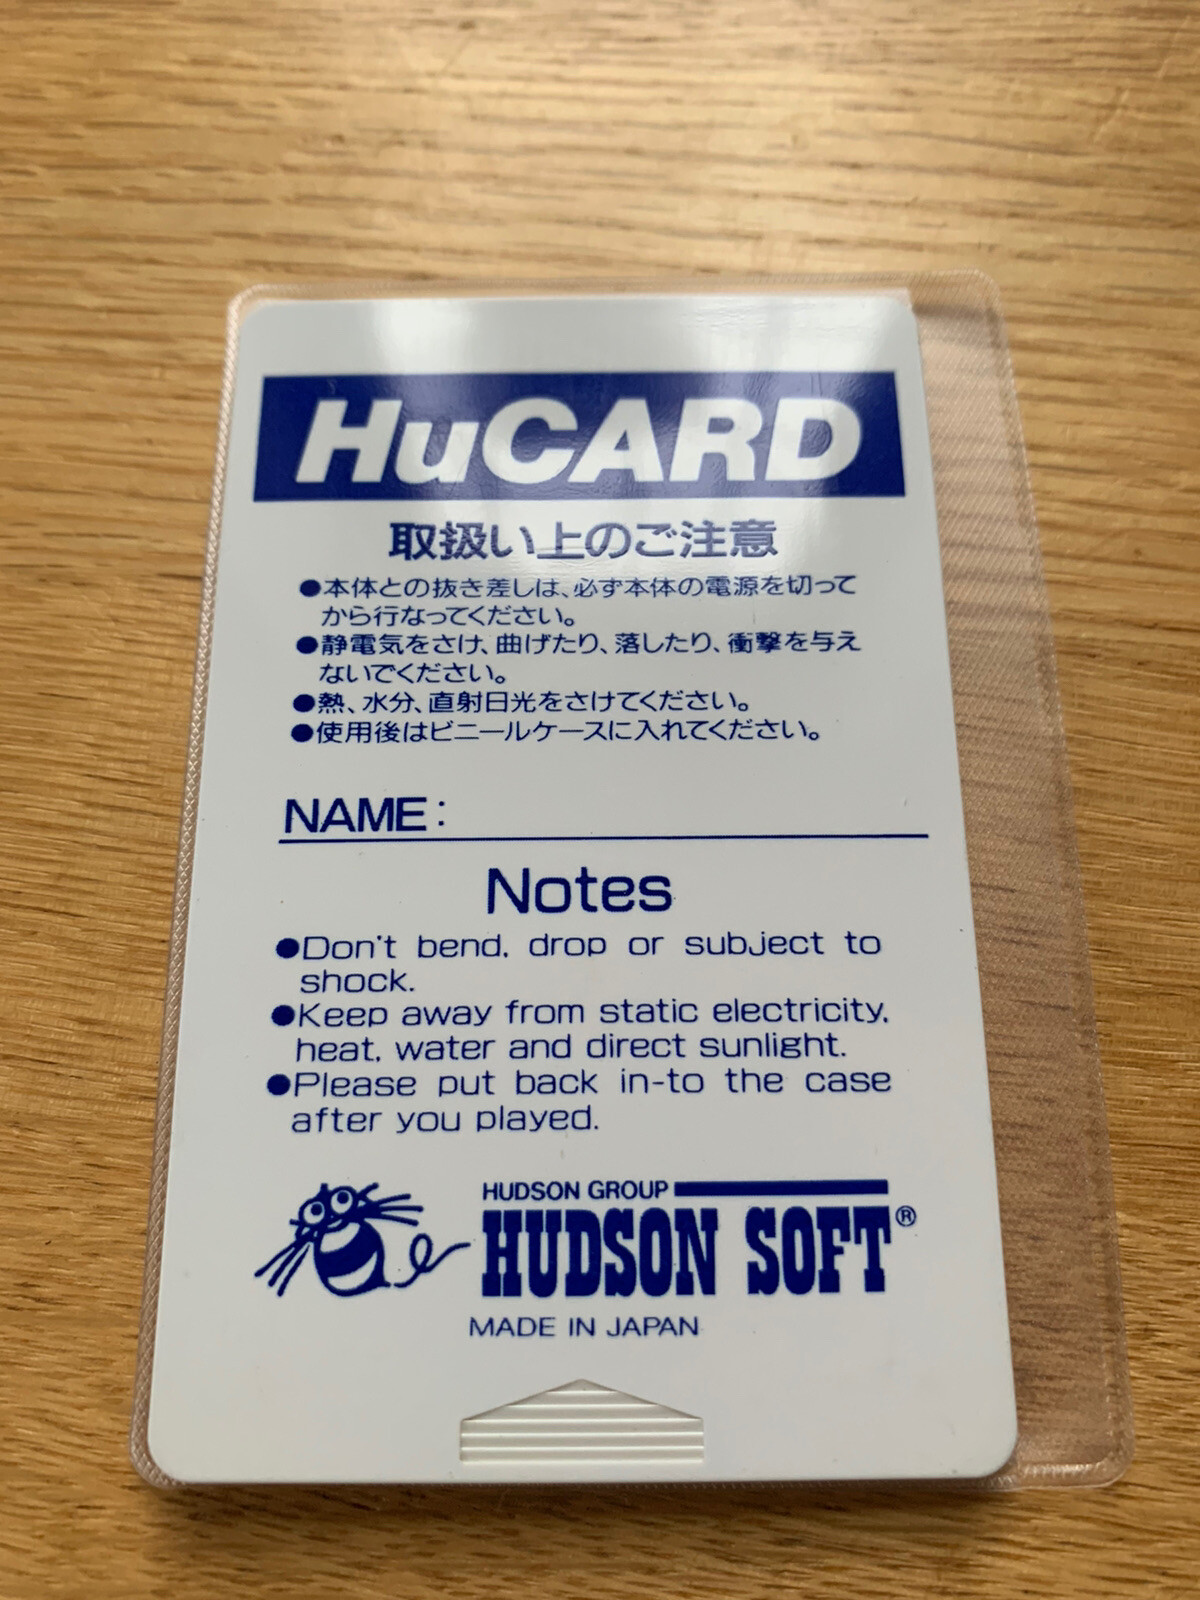 HuCARD
取扱い上のご注意
●本体との抜き差しは、必ず本体の電源を切って
から行なってください。
●静電気をさけ、曲げたり、落したり、衝撃を与え
ないでください。
●熱、水分、直射日光をさけてください。
●使用後はビニールケースに入れてください。
NAME:
Notes
●Don't bend, drop or subject to
shock.
●Keep away from static electricity,
heat, water and direct sunlight.
●Please put back in-to the case
after you played.
HUDSON GROUP
HUDSON SOFT®
MADE IN JAPAN